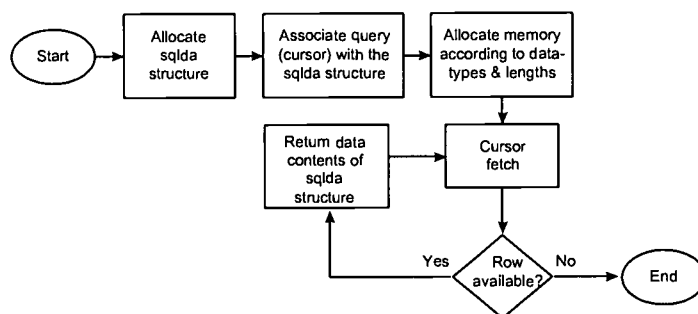 Start
Allocate
sqlda
structure
Associate query
(cursor) with the
sqlda structure
Allocate memory
according to data-
types & lengths
Return data
contents of
sqlda
structure
Cursor
fetch
Yes
Row
available?
No
End